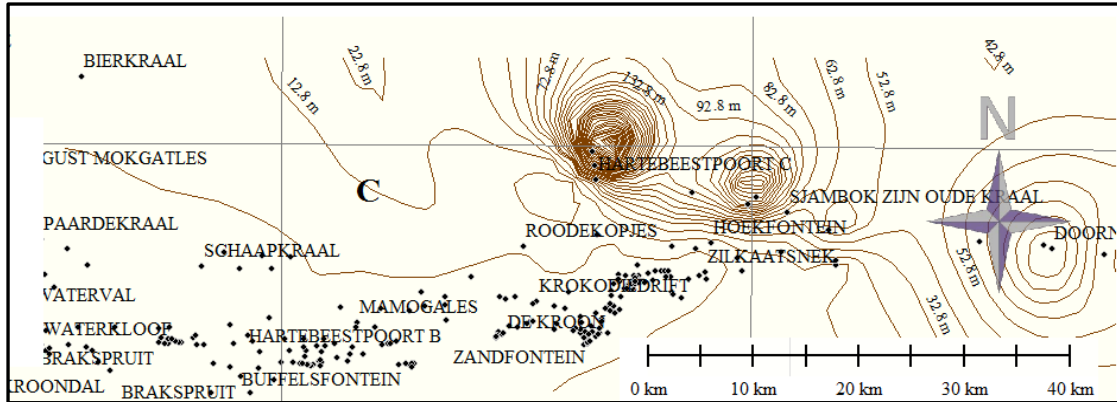 BIERKRAAL
12.8 m
22.8 m
72.8 m
132.8 m
92.8 m
82.8 m
62.8 m
52.8 m
42.8 m
N
GUST MOKGATLES
HARTEBEESTPOORT C
C
SJAMBOK ZIJN OUDE KRAAL
PAARDEKRAAL
ROODEKOPJES
HOEKFONTEIN
DOORN
SCHAAPKRAAL
ZILKAATSNEK
52.8 m
KROKODILDRIFT
32.8 m
VATERVAL
MAMOGALES
WATERKLOOF
HARTEBEESTPOORT B
DE KROON
BRAKSPRUIT
ZANDFONTEIN
KROONDAL
BUFFELSFONTEIN
BRAKSPRUIT
0 km
10 km
20 km
30 km
40 km